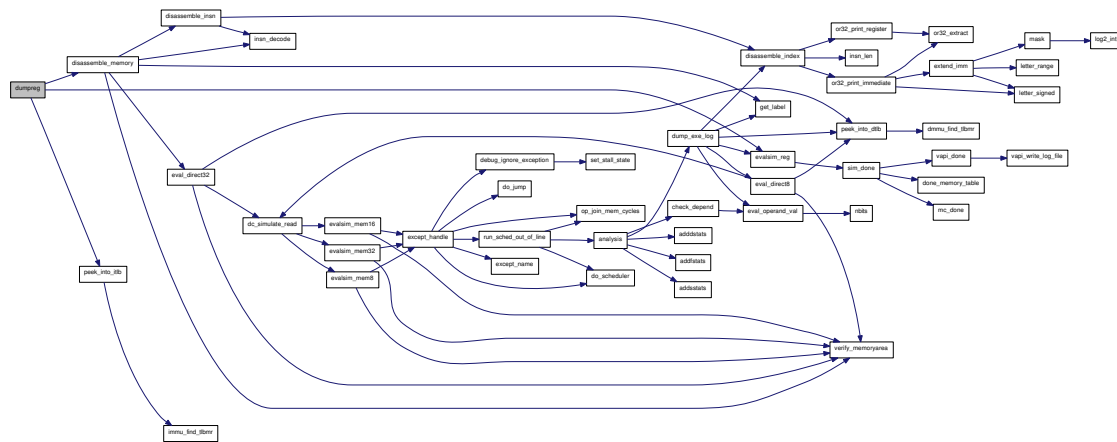 disassemble_insn
insn_decode
disassemble_memory
dumpreg
eval_direct32
peek_into_itlb
immu_find_tlbmr
dc_simulate_read
evalsim_mem16
evalsim_mem32
evalsim_mem8
except_handle
debug_ignore_exception
set_stall_state
do_jump
op_join_mem_cycles
run_sched_out_of_line
except_name
do_scheduler
analysis
dump_exe_log
check_depend
adddstats
addfstats
addsstats
disassemble_index
get_label
evalsim_reg
eval_direct8
eval_operand_val
nbits
or32_print_register
insn_len
or32_print_immediate
or32_extract
extend_imm
mask
log2_int
letter_range
letter_signed
peek_into_dtlb
dmmu_find_tlbmr
sim_done
vapi_done
vapi_write_log_file
done_memory_table
mc_done
verify_memoryarea